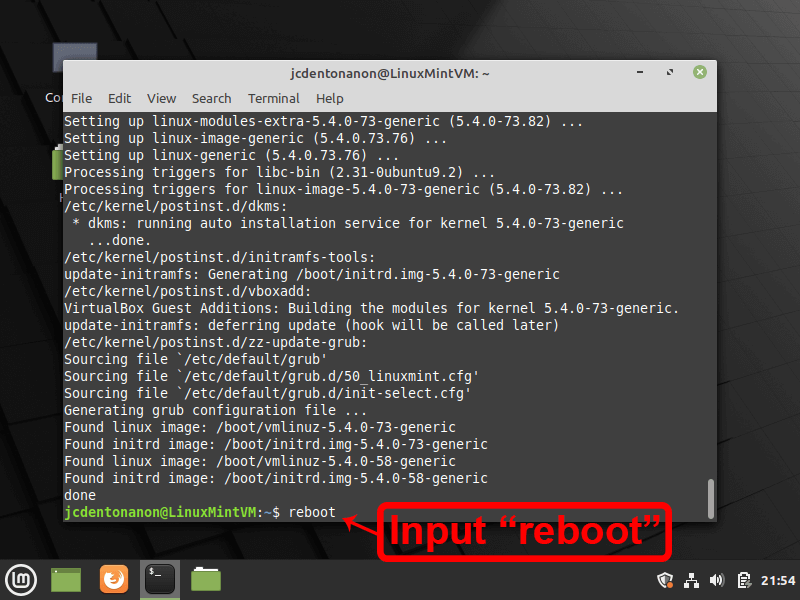 jcdentonanon@LinuxMintVM: ~
Co
File Edit View Search Terminal Help
Setting up linux-modules-extra-5.4.0-73-generic (5.4.0-73.82) ...
Setting up linux-image-generic (5.4.0.73.76) ...
Setting up linux-generic (5.4.0.73.76) ...
Processing triggers for libc-bin (2.31-0ubuntu9.2) ...
Processing triggers for linux-image-5.4.0-73-generic (5.4.0-73.82) ...
/etc/kernel/postinst.d/dkms:
 * dkms: running auto installation service for kernel 5.4.0-73-generic
   ...done.
/etc/kernel/postinst.d/initramfs-tools:
update-initramfs: Generating /boot/initrd.img-5.4.0-73-generic
/etc/kernel/postinst.d/vboxadd:
VirtualBox Guest Additions: Building the modules for kernel 5.4.0-73-generic.
update-initramfs: deferring update (hook will be called later)
/etc/kernel/postinst.d/zz-update-grub:
Sourcing file `/etc/default/grub'
Sourcing file `/etc/default/grub.d/50_linuxmint.cfg'
Sourcing file `/etc/default/grub.d/init-select.cfg'
Generating grub configuration file ...
Found linux image: /boot/vmlinuz-5.4.0-73-generic
Found initrd image: /boot/initrd.img-5.4.0-73-generic
Found linux image: /boot/vmlinuz-5.4.0-58-generic
Found initrd image: /boot/initrd.img-5.4.0-58-generic
done
jcdentonanon@LinuxMintVM:~$ reboot
Input “reboot”
21:54